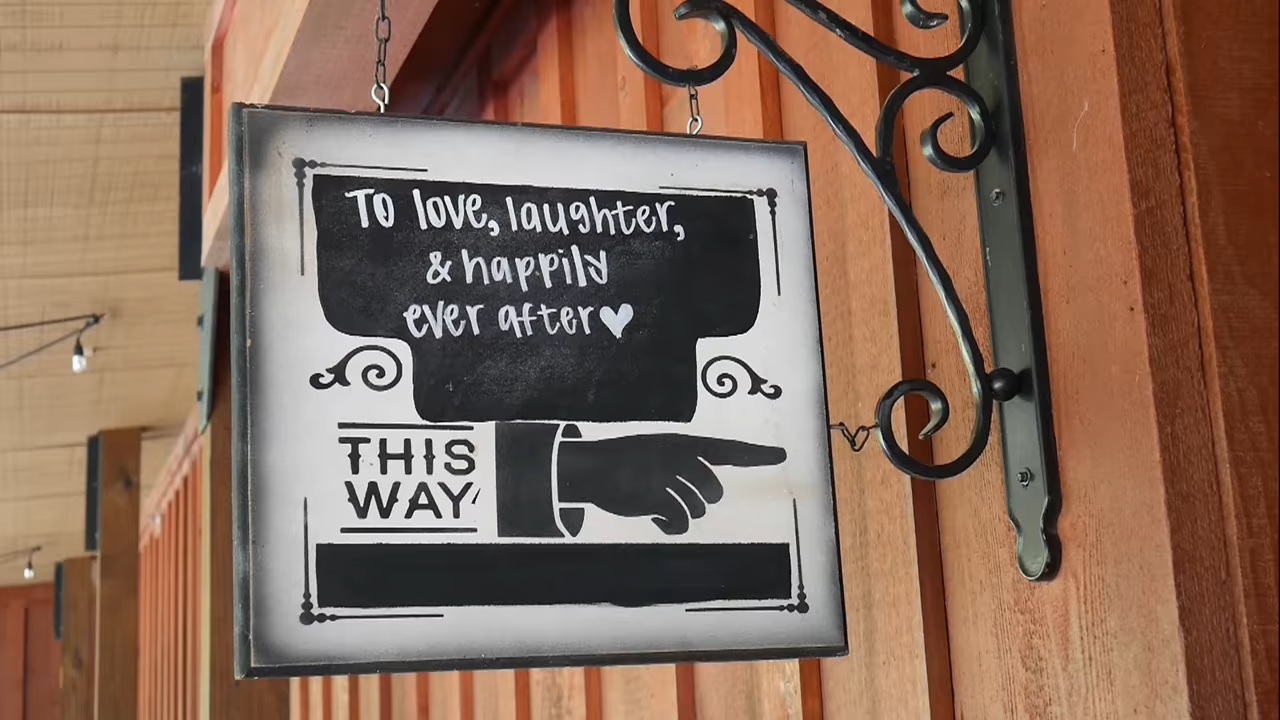 To love, laughter,
& happily
ever after♥
THIS
WAY